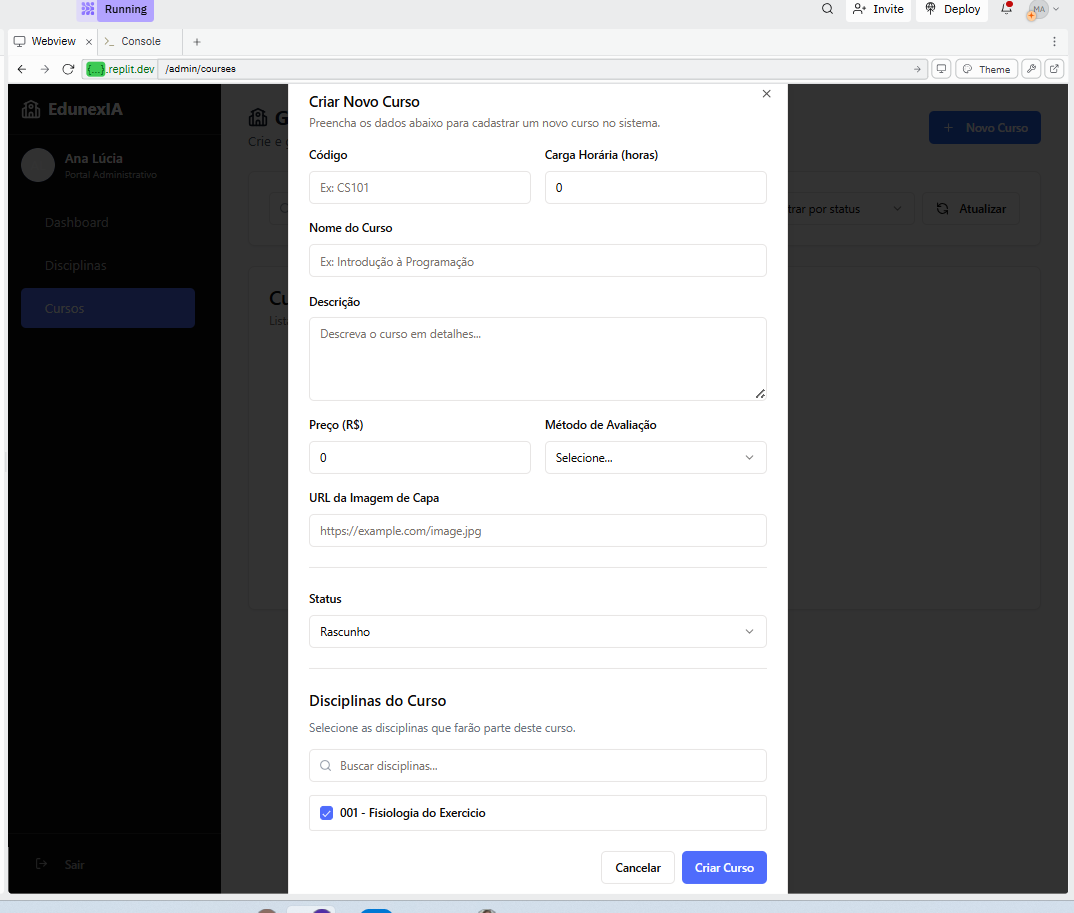 Running
Invite
Deploy
MA
Webview
Console
{...}.replit.dev
/admin/courses
Theme
EdunexIA
Ana Lúcia
Portal Administrativo
Dashboard
Disciplinas
Cursos
Sair
G
Crie e g
Novo Curso
trar por status
Atualizar
Cu
List
Criar Novo Curso
Preencha os dados abaixo para cadastrar um novo curso no sistema.
Código
Carga Horária (horas)
Ex: CS101
0
Nome do Curso
Ex: Introdução à Programação
Descrição
Descreva o curso em detalhes...
Preço (R$)
Método de Avaliação
0
Selecione...
URL da Imagem de Capa
https://example.com/image.jpg
Status
Rascunho
Disciplinas do Curso
Selecione as disciplinas que farão parte deste curso.
Buscar disciplinas...
001 - Fisiologia do Exercicio
Cancelar
Criar Curso